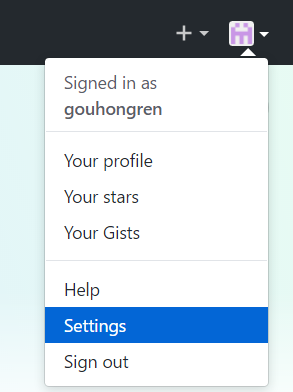 Signed in as
gouhongren
Your profile
Your stars
Your Gists
Help
Settings
Sign out